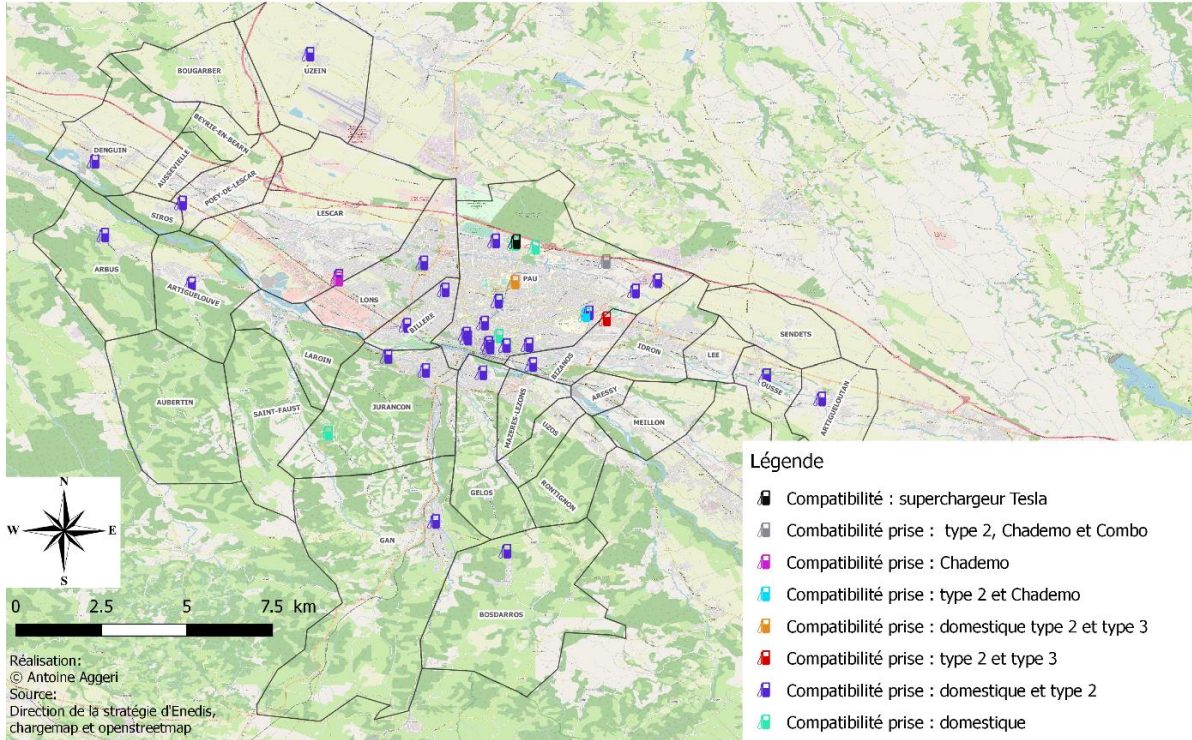 BOUGARBER
UZEIN
BEYRIE-EN-BEARN
DENGUIN
AUSSEVIELLE
POEY-DE-LESCAR
SIROS
LESCAR
ARBUS
PAU
ARTIGUELOUVE
LONS
BILLERE
SENDETS
IDRON
LEE
LAROIN
BIZANOS
OUSSE
AUBERTIN
SAINT-FAUST
JURANCON
MAZERES-LEZONS
ARESSY
ARTIGUELOUTAN
UZOS
MEILLON
GELOS
RONTIGNON
GAN
BOSDARROS
N
W E
S
0 2.5 5 7.5 km
Réalisation:
© Antoine Aggeri
Source:
Direction de la stratégie d'Enedis,
chargemap et openstreetmap
Légende
Compatibilité : superchargeur Tesla
Combatibilité prise : type 2, Chademo et Combo
Compatibilité prise : Chademo
Compatibilité prise : type 2 et Chademo
Compatibilité prise : domestique type 2 et type 3
Compatibilité prise : type 2 et type 3
Compatibilité prise : domestique et type 2
Compatibilité prise : domestique